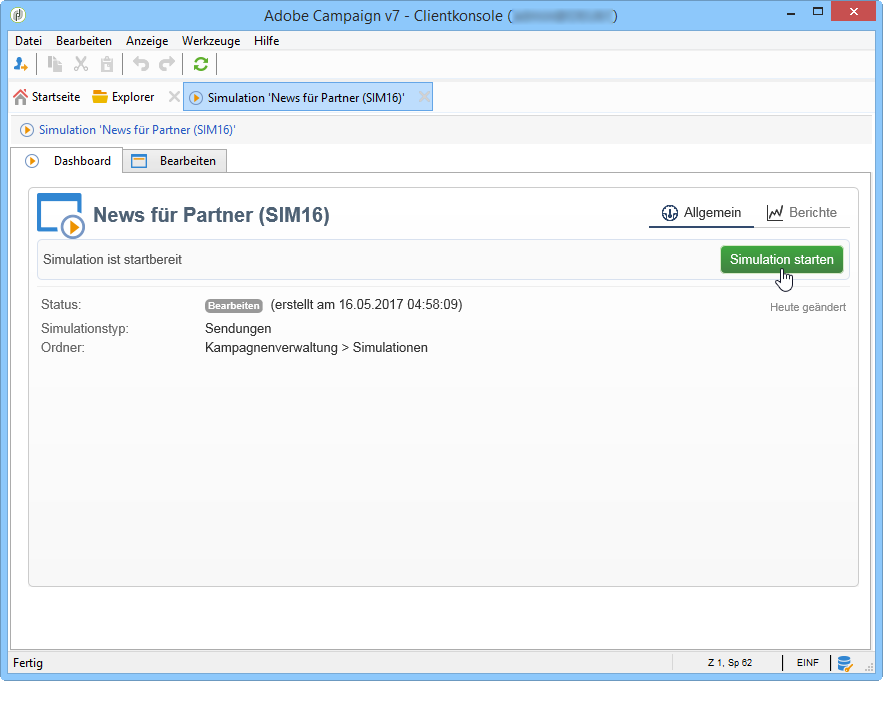 Adobe Campaign v7 - Clientkonsole ( )
Datei Bearbeiten Anzeige Werkzeuge Hilfe
Startseite Explorer Simulation 'News für Partner (SIM16)'
Simulation 'News für Partner (SIM16)'
Dashboard Bearbeiten
News für Partner (SIM16) Allgemein Berichte
Simulation ist startbereit Simulation starten
Status: Bearbeiten (erstellt am 16.05.2017 04:58:09) Heute geändert
Simulationstyp: Sendungen
Ordner: Kampagnenverwaltung > Simulationen
Fertig Z 1, Sp 62 EINF